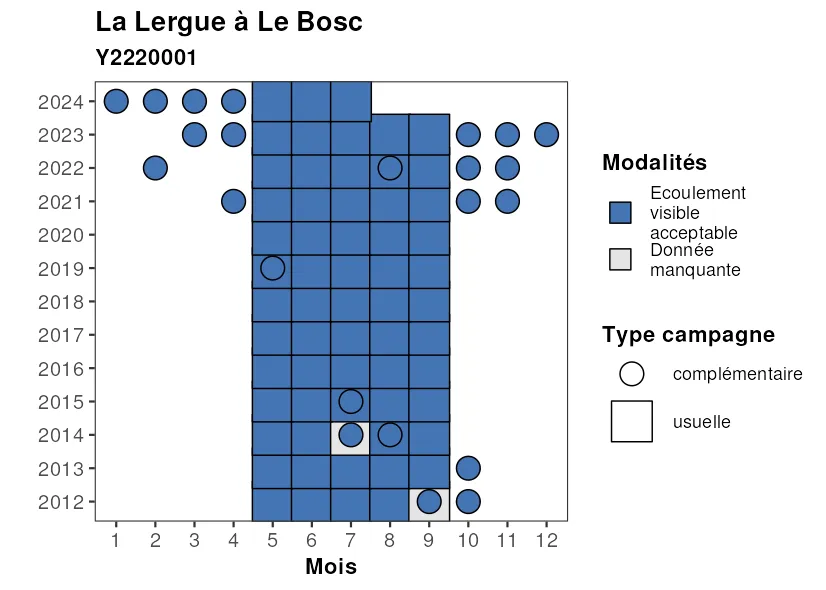 La Lergue à Le Bosc
Y2220001
2024
2023
2022
2021
2020
2019
2018
2017
2016
2015
2014
2013
2012
1 2 3 4 5 6 7 8 9 10 11 12
Mois
Modalités
Ecoulement
visible
acceptable
Donnée
manquante
Type campagne
complémentaire
usuelle